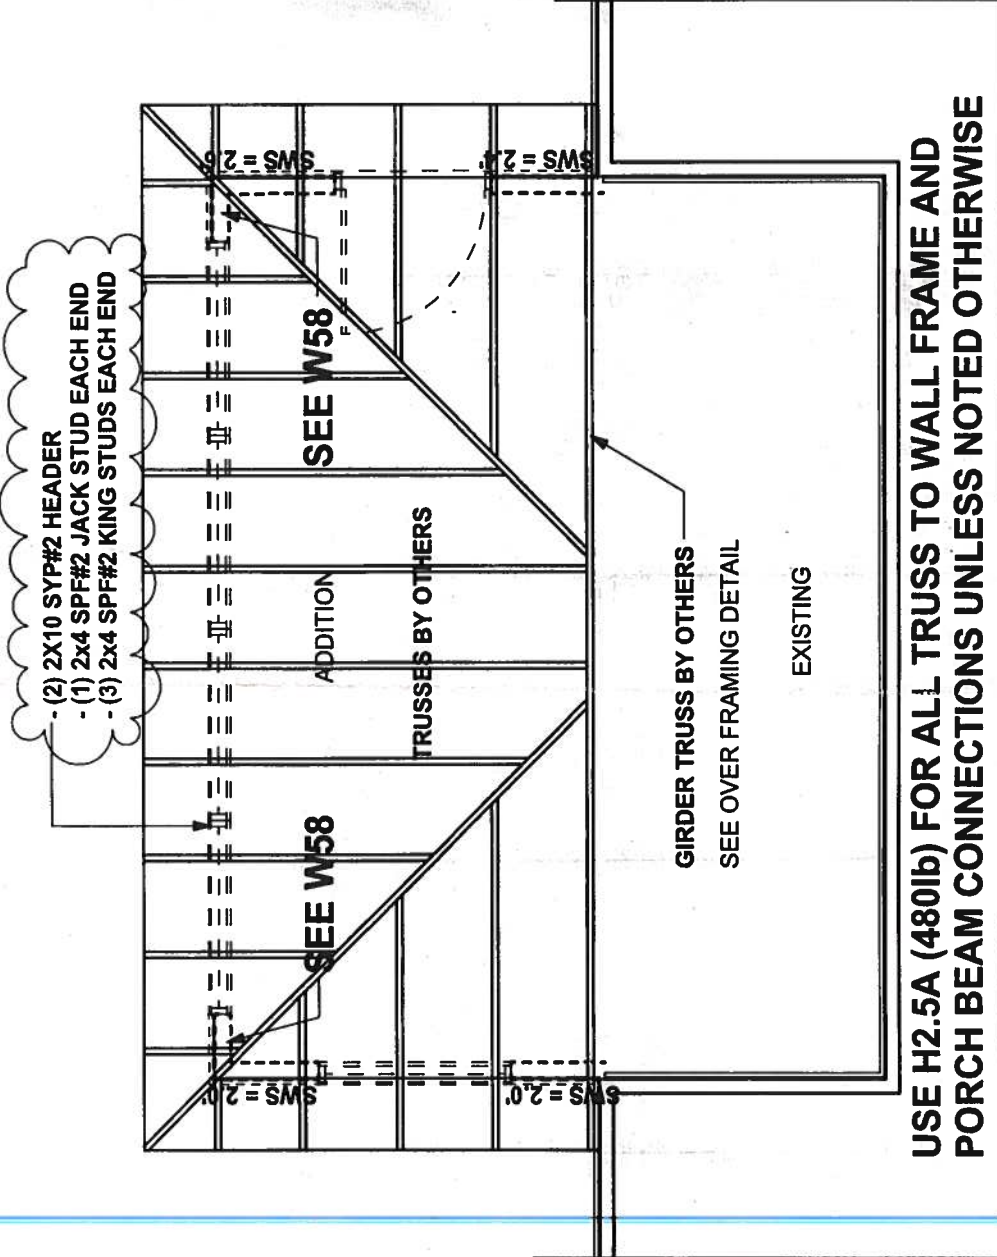 - (2) 2X10 SYP#2 HEADER
- (1) 2x4 SPF#2 JACK STUD EACH END
- (3) 2x4 SPF#2 KING STUDS EACH END
SWS = 2.0'
SWS = 2.6'
SEE W58
SEE W58
ADDITION
TRUSSES BY OTHERS
SWS = 2.0'
SWS = 2.4'
GIRDER TRUSS BY OTHERS
SEE OVER FRAMING DETAIL
EXISTING
USE H2.5A (480lb) FOR ALL TRUSS TO WALL FRAME AND
PORCH BEAM CONNECTIONS UNLESS NOTED OTHERWISE